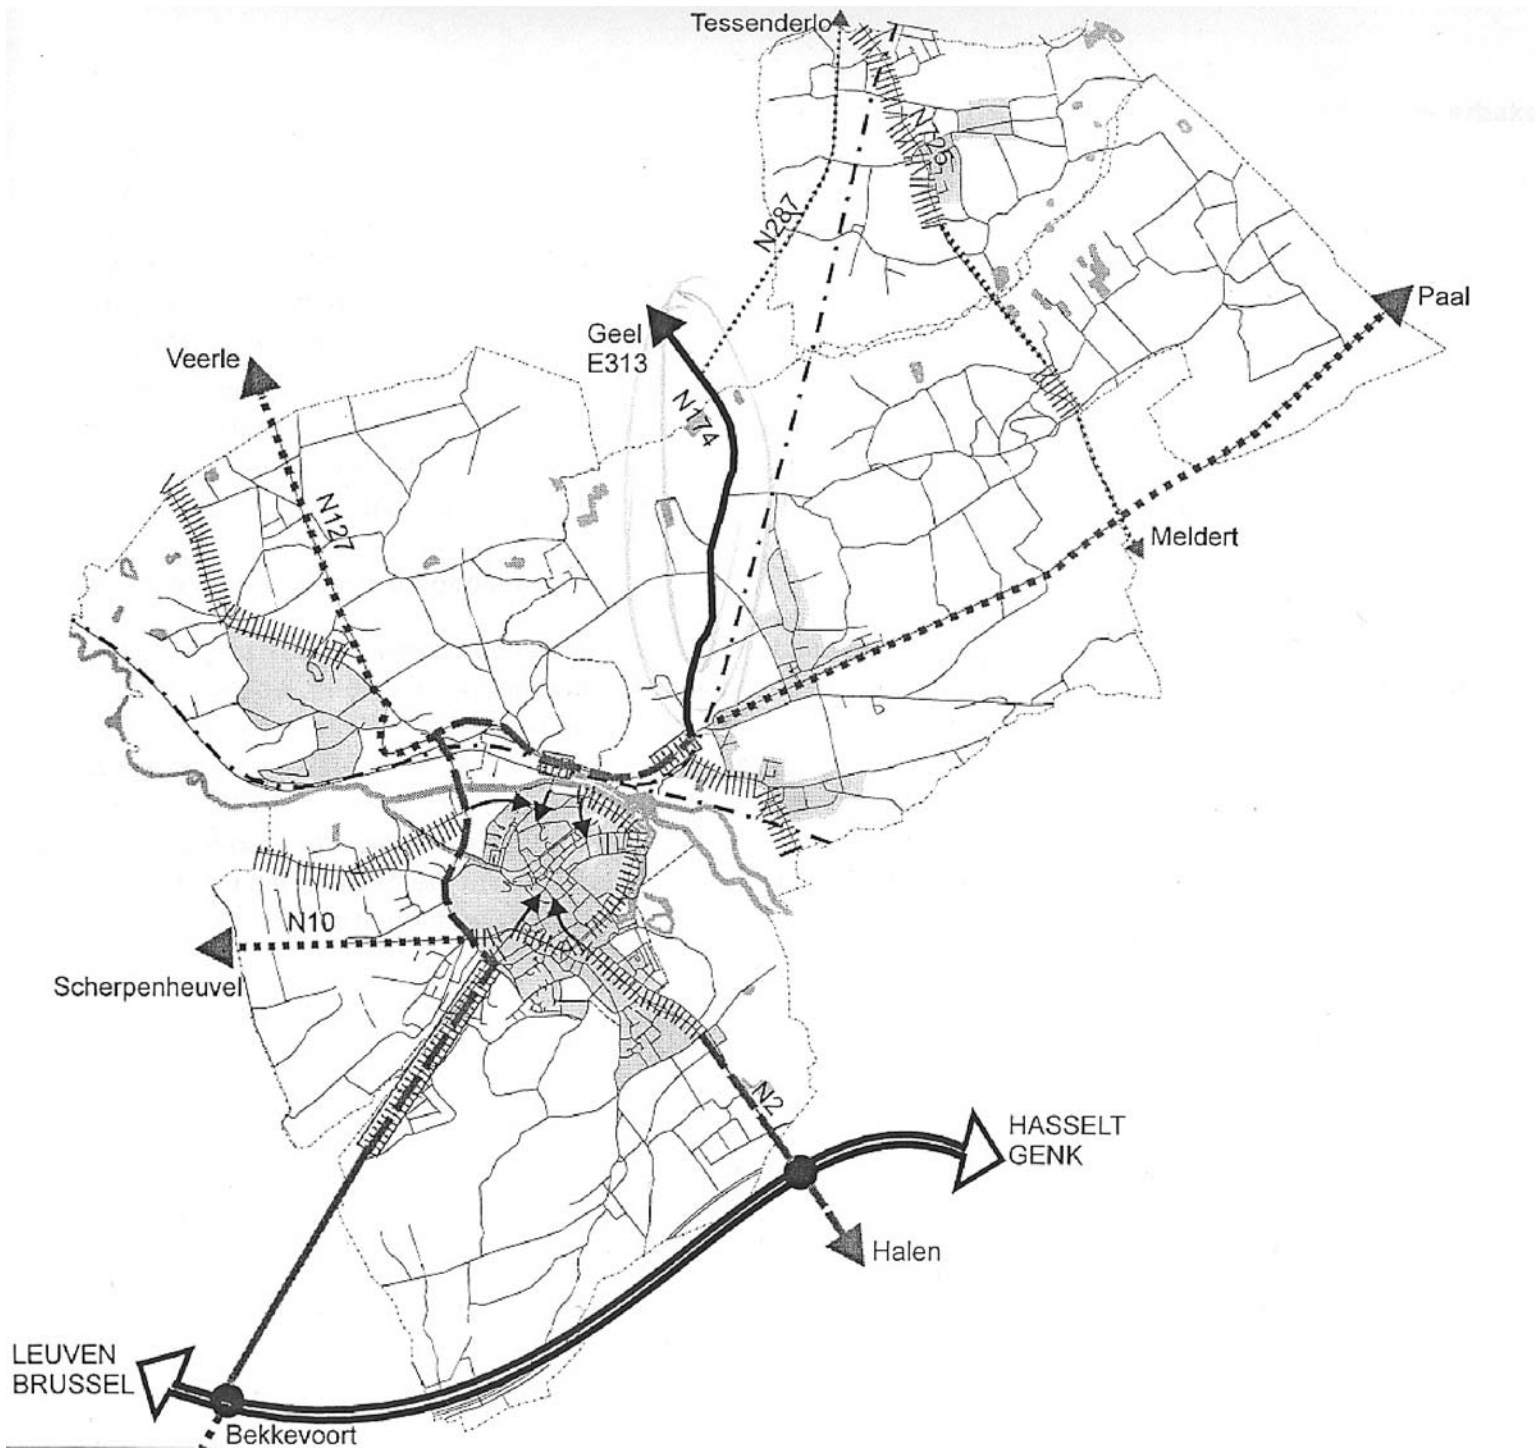 Tessenderlo
N725
N287
Paal
Geel
E313
Veerle
N174
N127
Meldert
N10
Scherpenheuvel
N2
HASSELT
GENK
Halen
LEUVEN
BRUSSEL
Bekkevoort